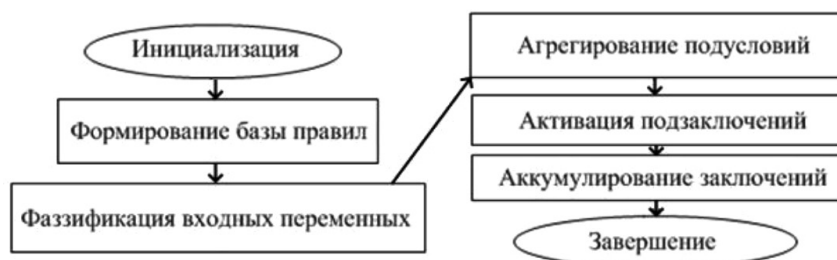 Инициализация
Формирование базы правил
Фаззификация входных переменных
Агрегирование подусловий
Активация подзаключений
Аккумулирование заключений
Завершение